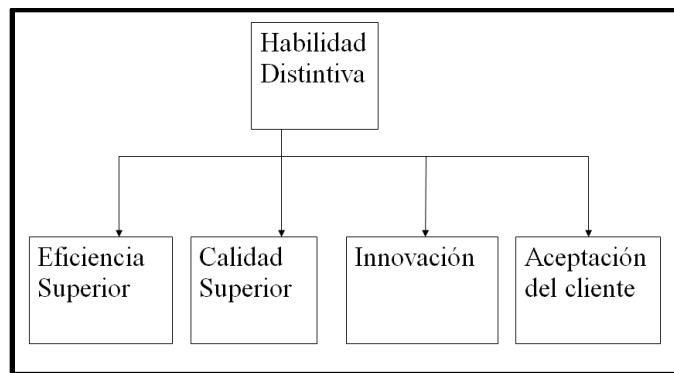 Habilidad
Distintiva
Eficiencia
Superior
Calidad
Superior
Innovación
Aceptación
del cliente